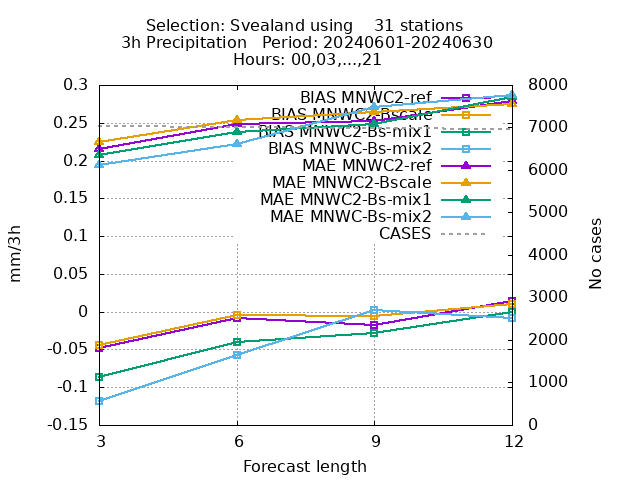 Selection: Svealand using    31 stations
3h Precipitation   Period: 20240601-20240630
Hours: 00,03,...,21
BIAS MNWC2-ref
BIAS MNWC2-Bscale
BIAS MNWC2-Bs-mix1
BIAS MNWC-Bs-mix2
MAE MNWC2-ref
MAE MNWC2-Bscale
MAE MNWC2-Bs-mix1
MAE MNWC-Bs-mix2
CASES
mm/3h
0.3
0.25
0.2
0.15
0.1
0.05
0
-0.05
-0.1
-0.15
No cases
8000
7000
6000
5000
4000
3000
2000
1000
0
3 6 9 12
Forecast length